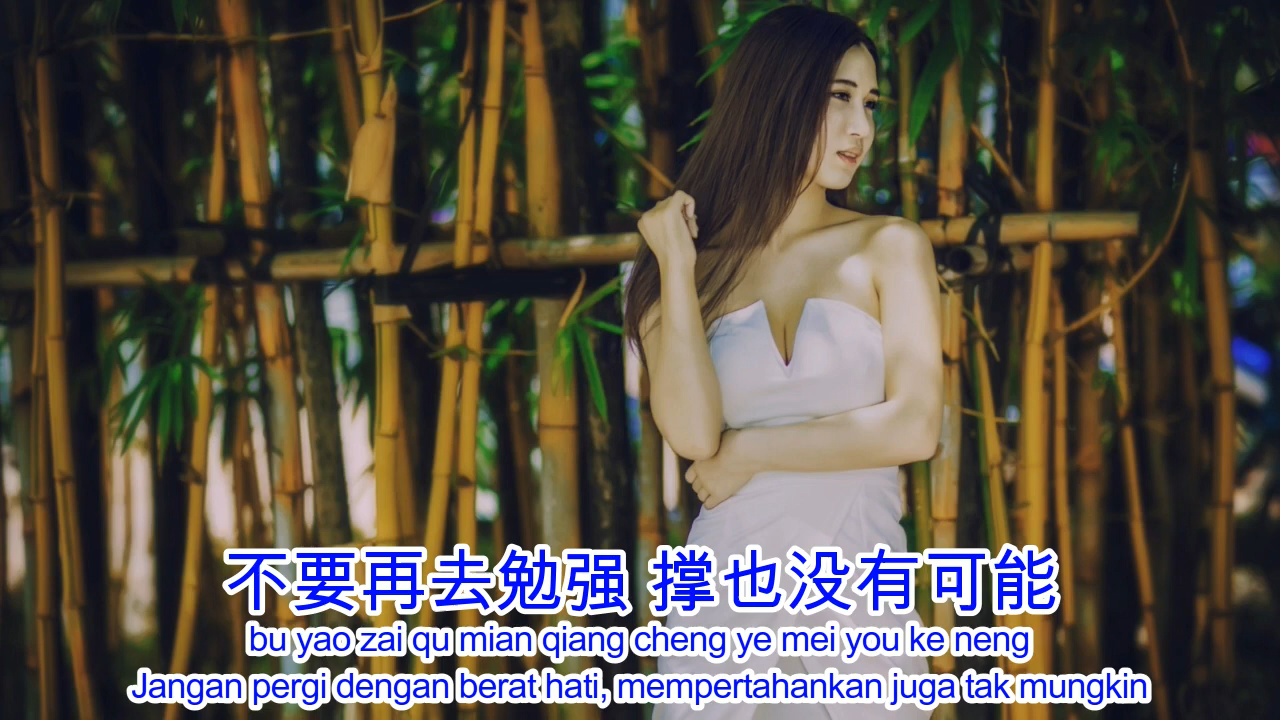 不要再去勉强 撑也没有可能
bu yao zai qu mian qiang cheng ye mei you ke neng
Jangan pergi dengan berat hati, mempertahankan juga tak mungkin